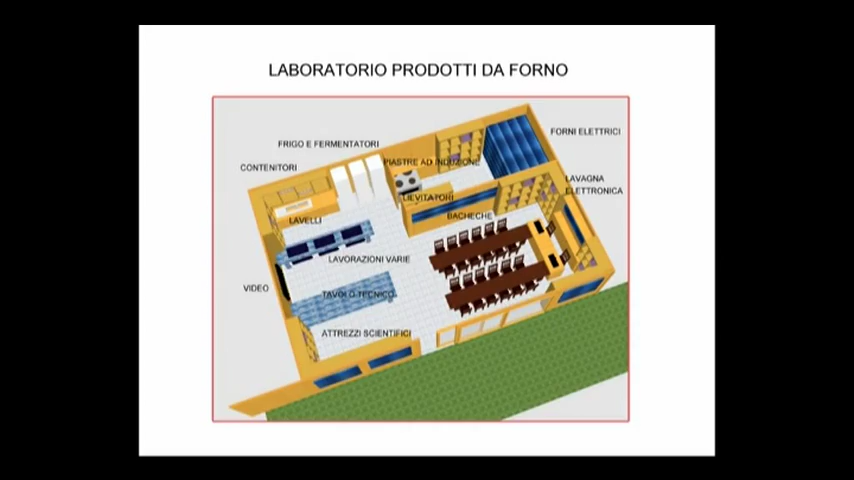 LABORATORIO PRODOTTI DA FORNO
FORNI ELETTRICI
FRIGO E FERMENTATORI
PIASTRE AD INDUZIONE
CONTENITORI
LAVAGNA
ELETTRONICA
LIEVITATORI
BACHECHE
LAVELLI
LAVORAZIONI VARIE
VIDEO
TAVOLO TECNICO
ATTREZZI SCIENTIFICI